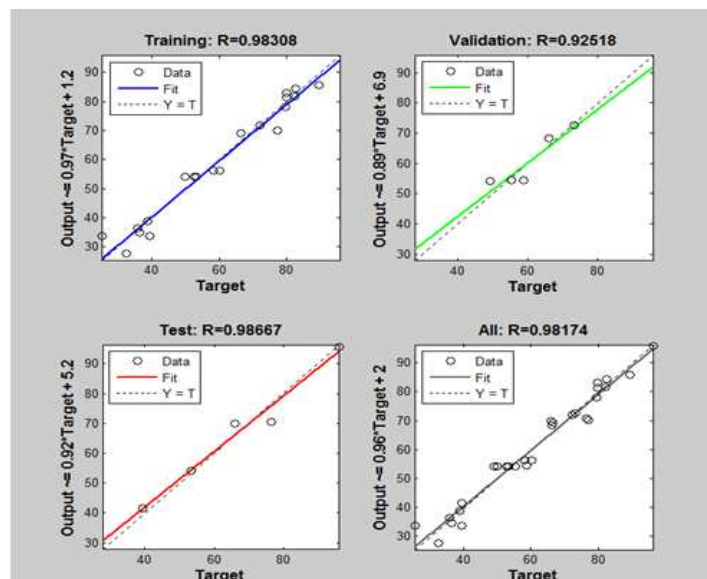 Training: R=0.98308
Output ~= 0.97*Target + 1.2
Data
Fit
Y = T
90
80
70
60
50
40
30
40 60 80
Target
Validation: R=0.92518
Output ~= 0.89*Target + 6.9
Data
Fit
Y = T
90
80
70
60
50
40
30
40 60 80
Target
Test: R=0.98667
Output ~= 0.92*Target + 5.2
Data
Fit
Y = T
90
80
70
60
50
40
30
40 60 80
Target
All: R=0.98174
Output ~= 0.96*Target + 2
Data
Fit
Y = T
90
80
70
60
50
40
30
40 60 80
Target